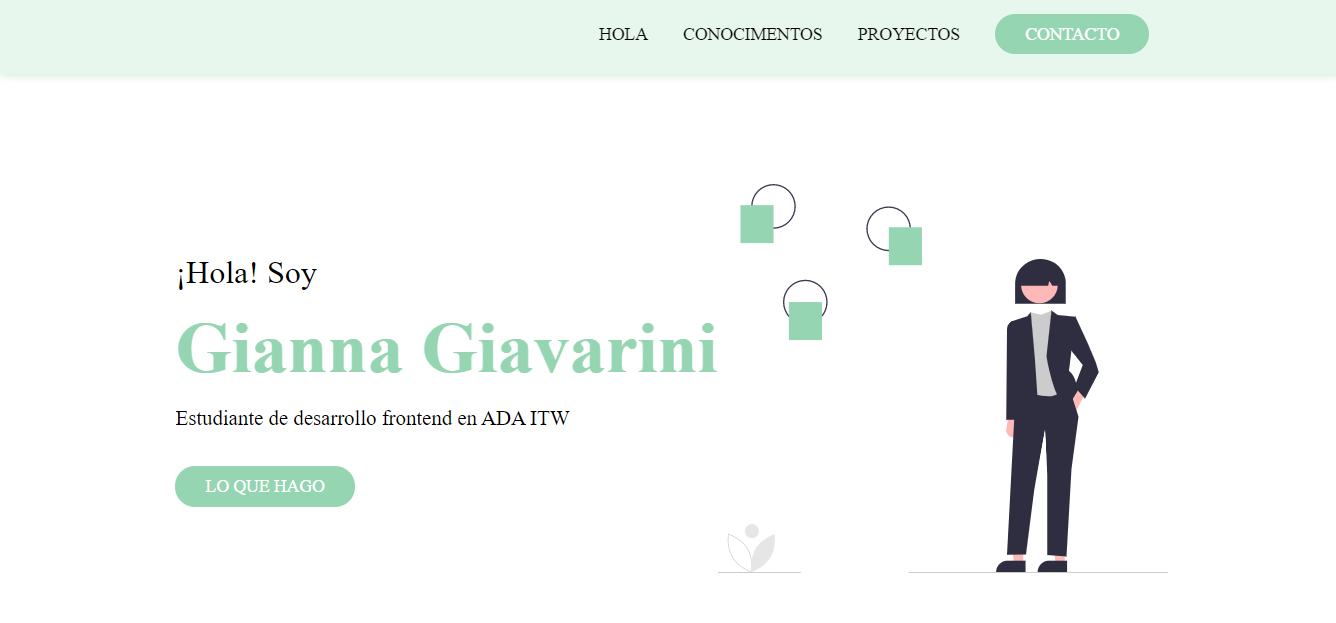 HOLA CONOCIMENTOS PROYECTOS CONTACTO
¡Hola! Soy
Gianna Giavarini
Estudiante de desarrollo frontend en ADA ITW
LO QUE HAGO